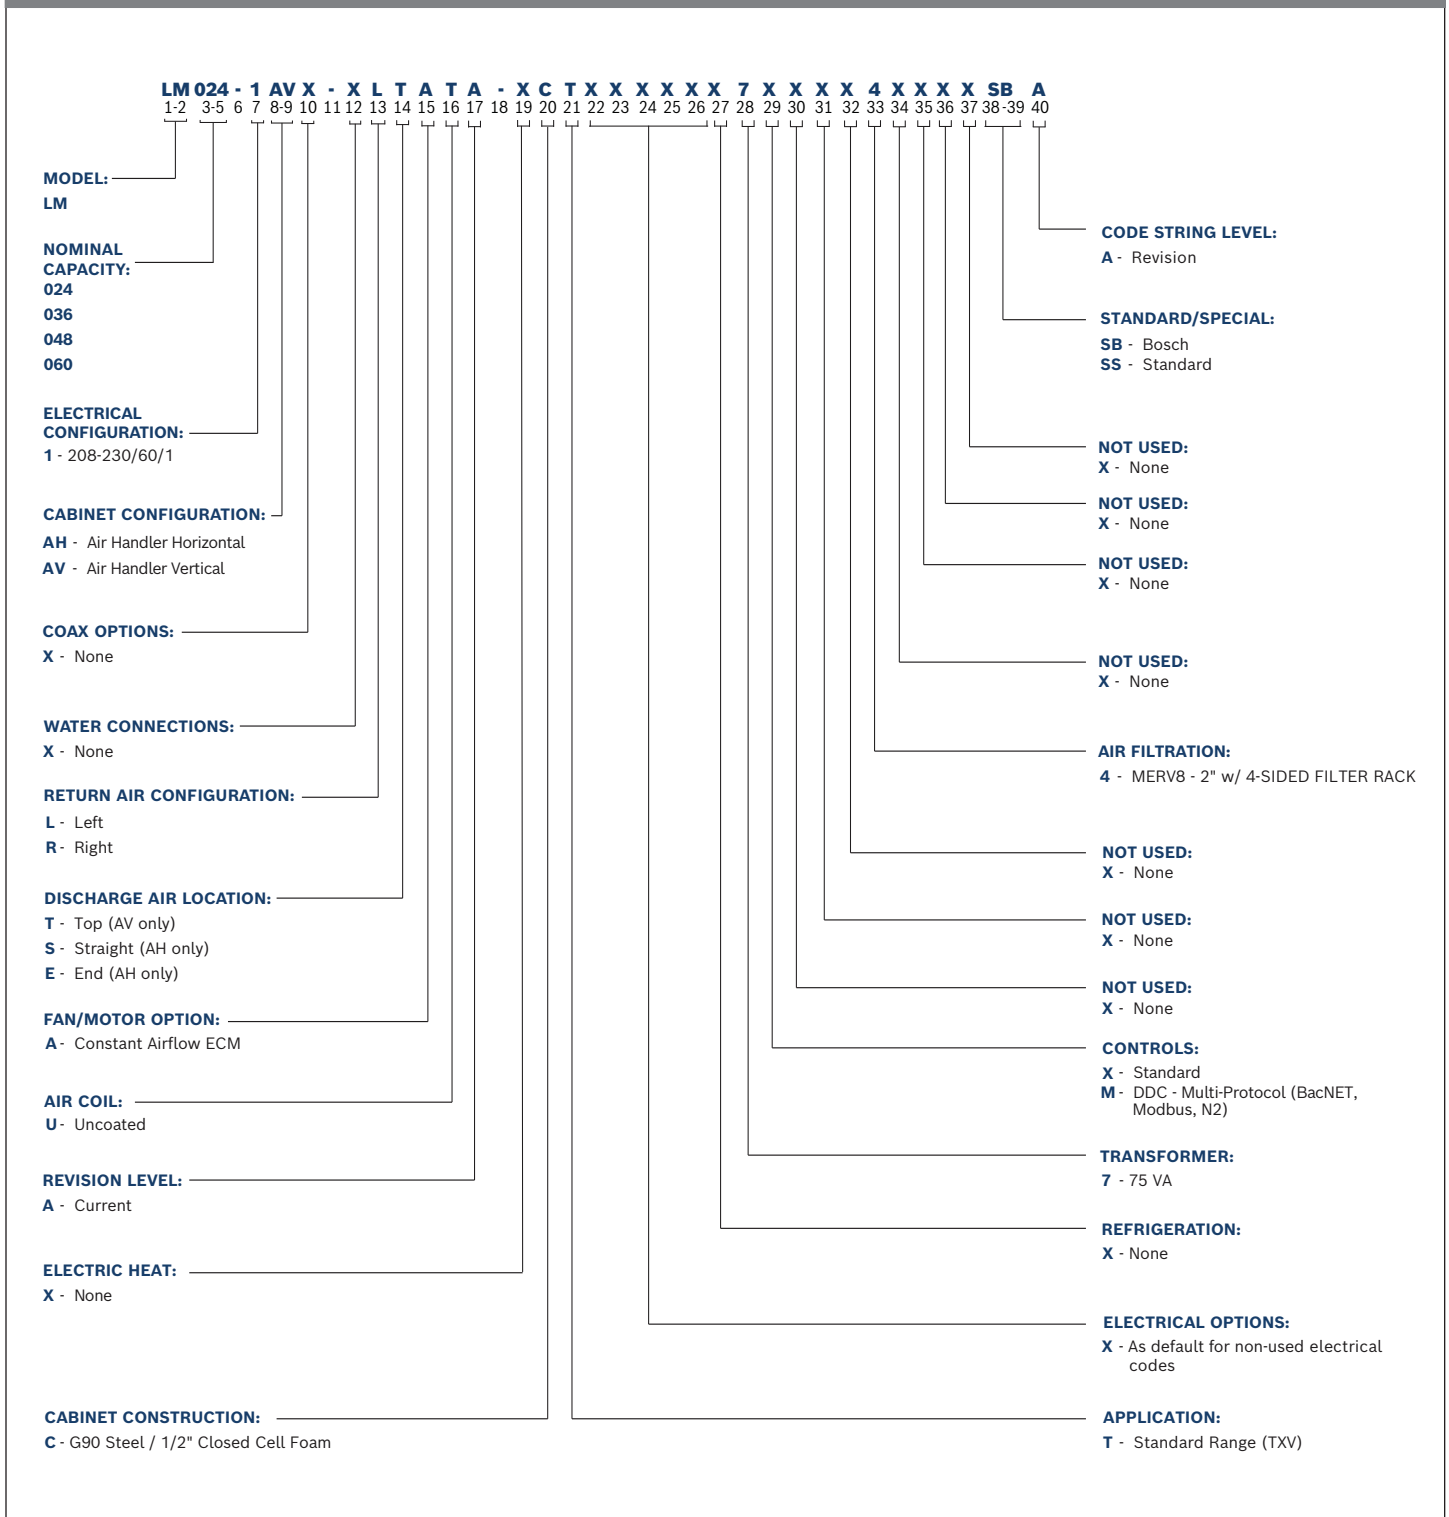 LM 024 - 1 AV X - X L T A T A - X C T X X X X X X 7 X X X X 4 X X X X SB A
1-2 3-5 6 7 8-9 10 11 12 13 14 15 16 17 18 19 20 21 22 23 24 25 26 27 28 29 30 31 32 33 34 35 36 37 38 -39 40
MODEL:
LM
NOMINAL
CAPACITY:
024
036
048
060
ELECTRICAL
CONFIGURATION:
1 - 208-230/60/1
CABINET CONFIGURATION:
AH - Air Handler Horizontal
AV - Air Handler Vertical
COAX OPTIONS:
X - None
WATER CONNECTIONS:
X - None
RETURN AIR CONFIGURATION:
L - Left
R - Right
DISCHARGE AIR LOCATION:
T - Top (AV only)
S - Straight (AH only)
E - End (AH only)
FAN/MOTOR OPTION:
A - Constant Airflow ECM
AIR COIL:
U - Uncoated
REVISION LEVEL:
A - Current
ELECTRIC HEAT:
X - None
CABINET CONSTRUCTION:
C - G90 Steel / 1/2" Closed Cell Foam
CODE STRING LEVEL:
A - Revision
STANDARD/SPECIAL:
SB - Bosch
SS - Standard
NOT USED:
X - None
NOT USED:
X - None
NOT USED:
X - None
NOT USED:
X - None
AIR FILTRATION:
4 - MERV8 - 2" w/ 4-SIDED FILTER RACK
NOT USED:
X - None
NOT USED:
X - None
NOT USED:
X - None
CONTROLS:
X - Standard
M - DDC - Multi-Protocol (BacNET,
Modbus, N2)
TRANSFORMER:
7 - 75 VA
REFRIGERATION:
X - None
ELECTRICAL OPTIONS:
X - As default for non-used electrical
codes
APPLICATION:
T - Standard Range (TXV)